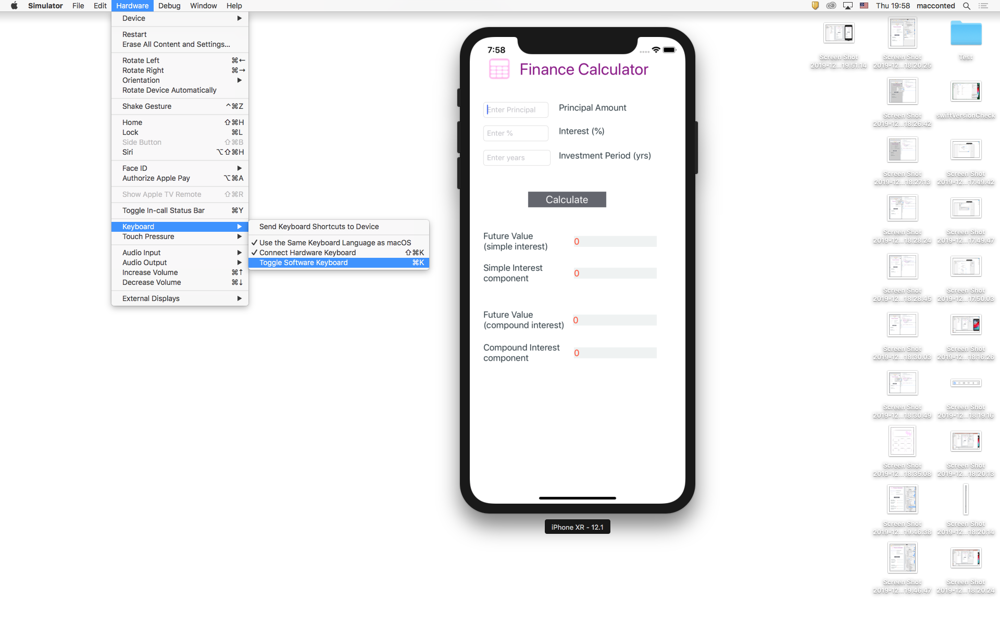 Simulator File Edit Hardware Debug Window Help
Thu 19:58 macconted
Device
Restart
Erase All Content and Settings...
Rotate Left ⌘←
Rotate Right ⌘→
Orientation
Rotate Device Automatically
Shake Gesture ^⌘Z
Home ⇧⌘H
Lock ⌘L
Side Button ⇧⌘B
Siri ⌥⇧⌘H
Face ID
Authorize Apple Pay ⌥⌘A
Show Apple TV Remote ⇧⌘R
Toggle In-call Status Bar ⌘Y
Keyboard
Touch Pressure
Audio Input
Audio Output
Increase Volume ⌘↑
Decrease Volume ⌘↓
External Displays
Send Keyboard Shortcuts to Device
✓ Use the Same Keyboard Language as macOS
✓ Connect Hardware Keyboard ⇧⌘K
Toggle Software Keyboard ⌘K
7:58
Finance Calculator
Enter Principal Principal Amount
Enter % Interest (%)
Enter years Investment Period (yrs)
Calculate
Future Value
(simple interest) 0
Simple Interest
component 0
Future Value
(compound interest) 0
Compound Interest
component 0
iPhone XR - 12.1
Screen Shot
2019-12...19.51.14
Screen Shot
2019-12...18.20.25
Screen Shot
2019-12...18.26.42
Screen Shot
2019-12...18.27.13
Screen Shot
2019-12...18.28.24
Screen Shot
2019-12...18.28.45
Screen Shot
2019-12...18.30.03
Screen Shot
2019-12...18.30.49
Screen Shot
2019-12...18.35.08
Screen Shot
2019-12...19.46.38
Screen Shot
2019-12...19.46.47
Test
swiftVersionCheck
Screen Shot
2019-12...17.49.42
Screen Shot
2019-12...17.49.47
Screen Shot
2019-12...17.50.03
Screen Shot
2019-12...18.16.26
Screen Shot
2019-12...18.19.16
Screen Shot
2019-12...18.20.13
Screen Shot
2019-12...18.20.14
Screen Shot
2019-12...18.20.24